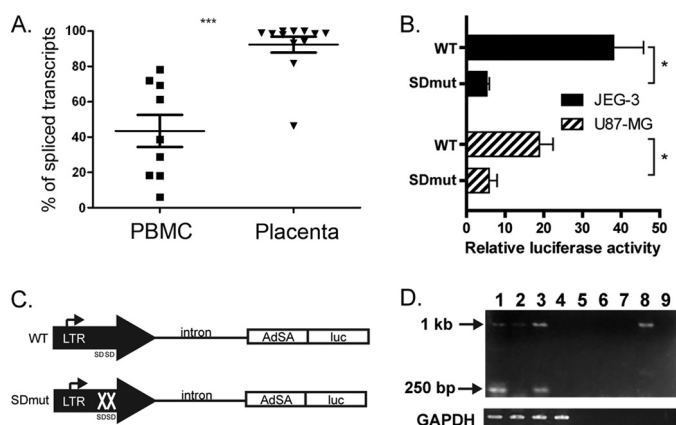 A.
***
% of spliced transcripts
100
80
60
40
20
0
PBMC
Placenta
B.
WT
SDmut
WT
SDmut
*
*
JEG-3
U87-MG
0 10 20 30 40 50
Relative luciferase activity
C.
WT
LTR
SDSD
intron
AdSA
luc
SDmut
LTR
XX
SDSD
intron
AdSA
luc
D.
1 2 3 4 5 6 7 8 9
1 kb
250 bp
GAPDH